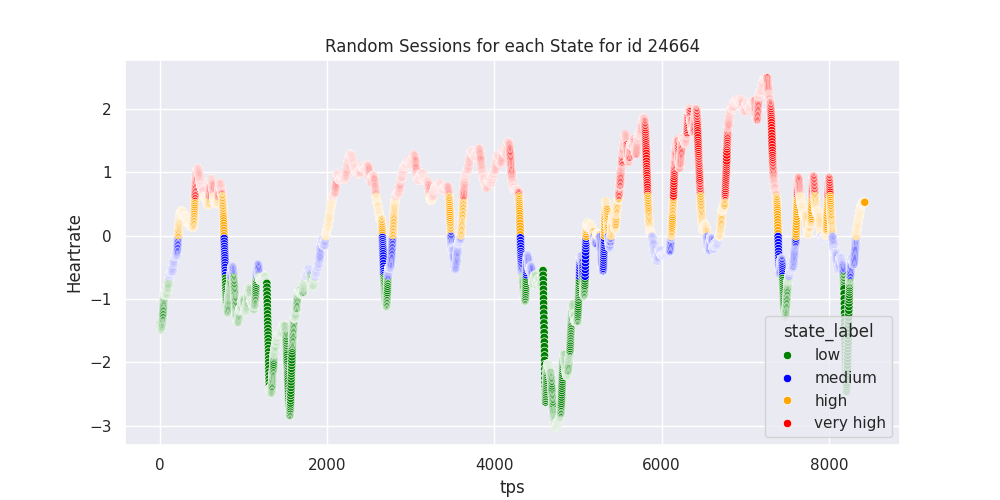 Random Sessions for each State for id 24664
Heartrate
2
1
0
−1
−2
−3
0 2000 4000 6000 8000
tps
state_label
low
medium
high
very high